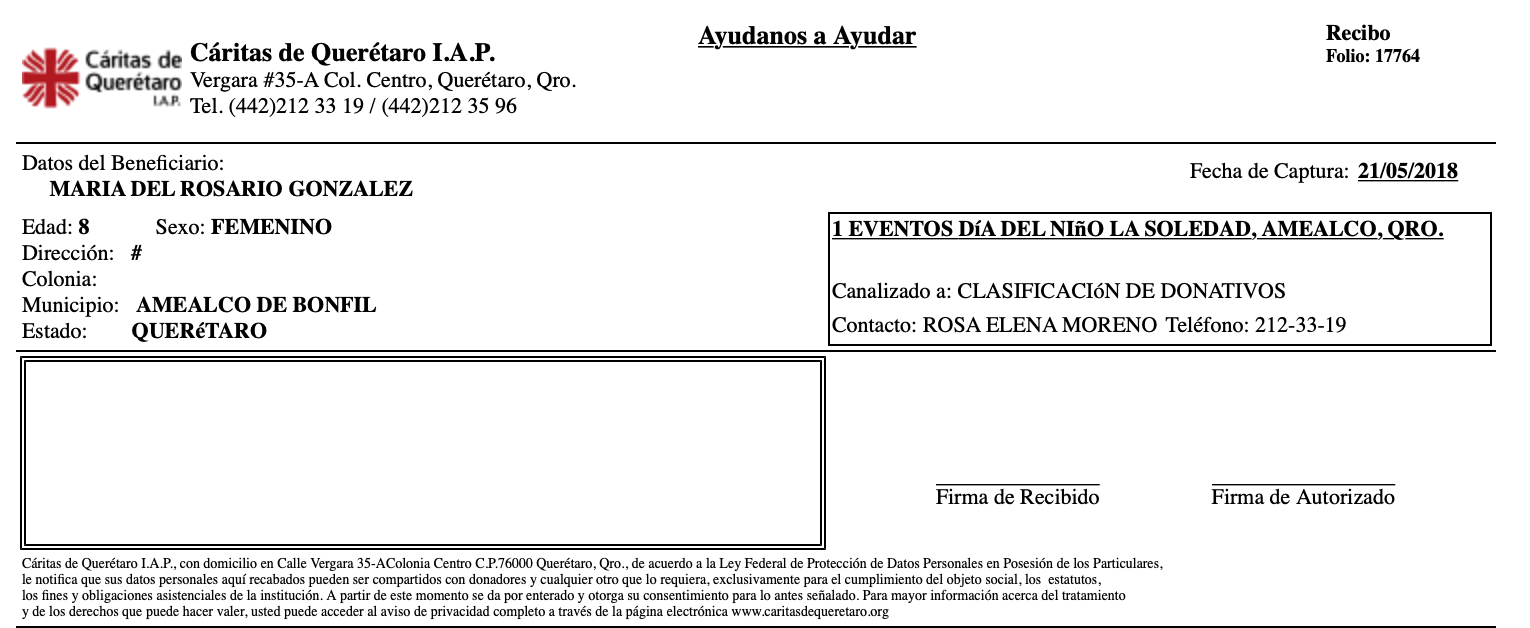 Ayudanos a Ayudar
Recibo
Folio: 17764
Cáritas de
Querétaro
I.A.P.
Cáritas de Querétaro I.A.P.
Vergara #35-A Col. Centro, Querétaro, Qro.
Tel. (442)212 33 19 / (442)212 35 96
Datos del Beneficiario:
MARIA DEL ROSARIO GONZALEZ
Fecha de Captura: 21/05/2018
Edad: 8 Sexo: FEMENINO
Dirección: #
Colonia:
Municipio: AMEALCO DE BONFIL
Estado: QUERéTARO
1 EVENTOS DíA DEL NIñO LA SOLEDAD, AMEALCO, QRO.
Canalizado a: CLASIFICACIóN DE DONATIVOS
Contacto: ROSA ELENA MORENO Teléfono: 212-33-19
Firma de Recibido
Firma de Autorizado
Cáritas de Querétaro I.A.P., con domicilio en Calle Vergara 35-AColonia Centro C.P.76000 Querétaro, Qro., de acuerdo a la Ley Federal de Protección de Datos Personales en Posesión de los Particulares,
le notifica que sus datos personales aquí recabados pueden ser compartidos con donadores y cualquier otro que lo requiera, exclusivamente para el cumplimiento del objeto social, los estatutos,
los fines y obligaciones asistenciales de la institución. A partir de este momento se da por enterado y otorga su consentimiento para lo antes señalado. Para mayor información acerca del tratamiento
y de los derechos que puede hacer valer, usted puede acceder al aviso de privacidad completo a través de la página electrónica www.caritasdequeretaro.org